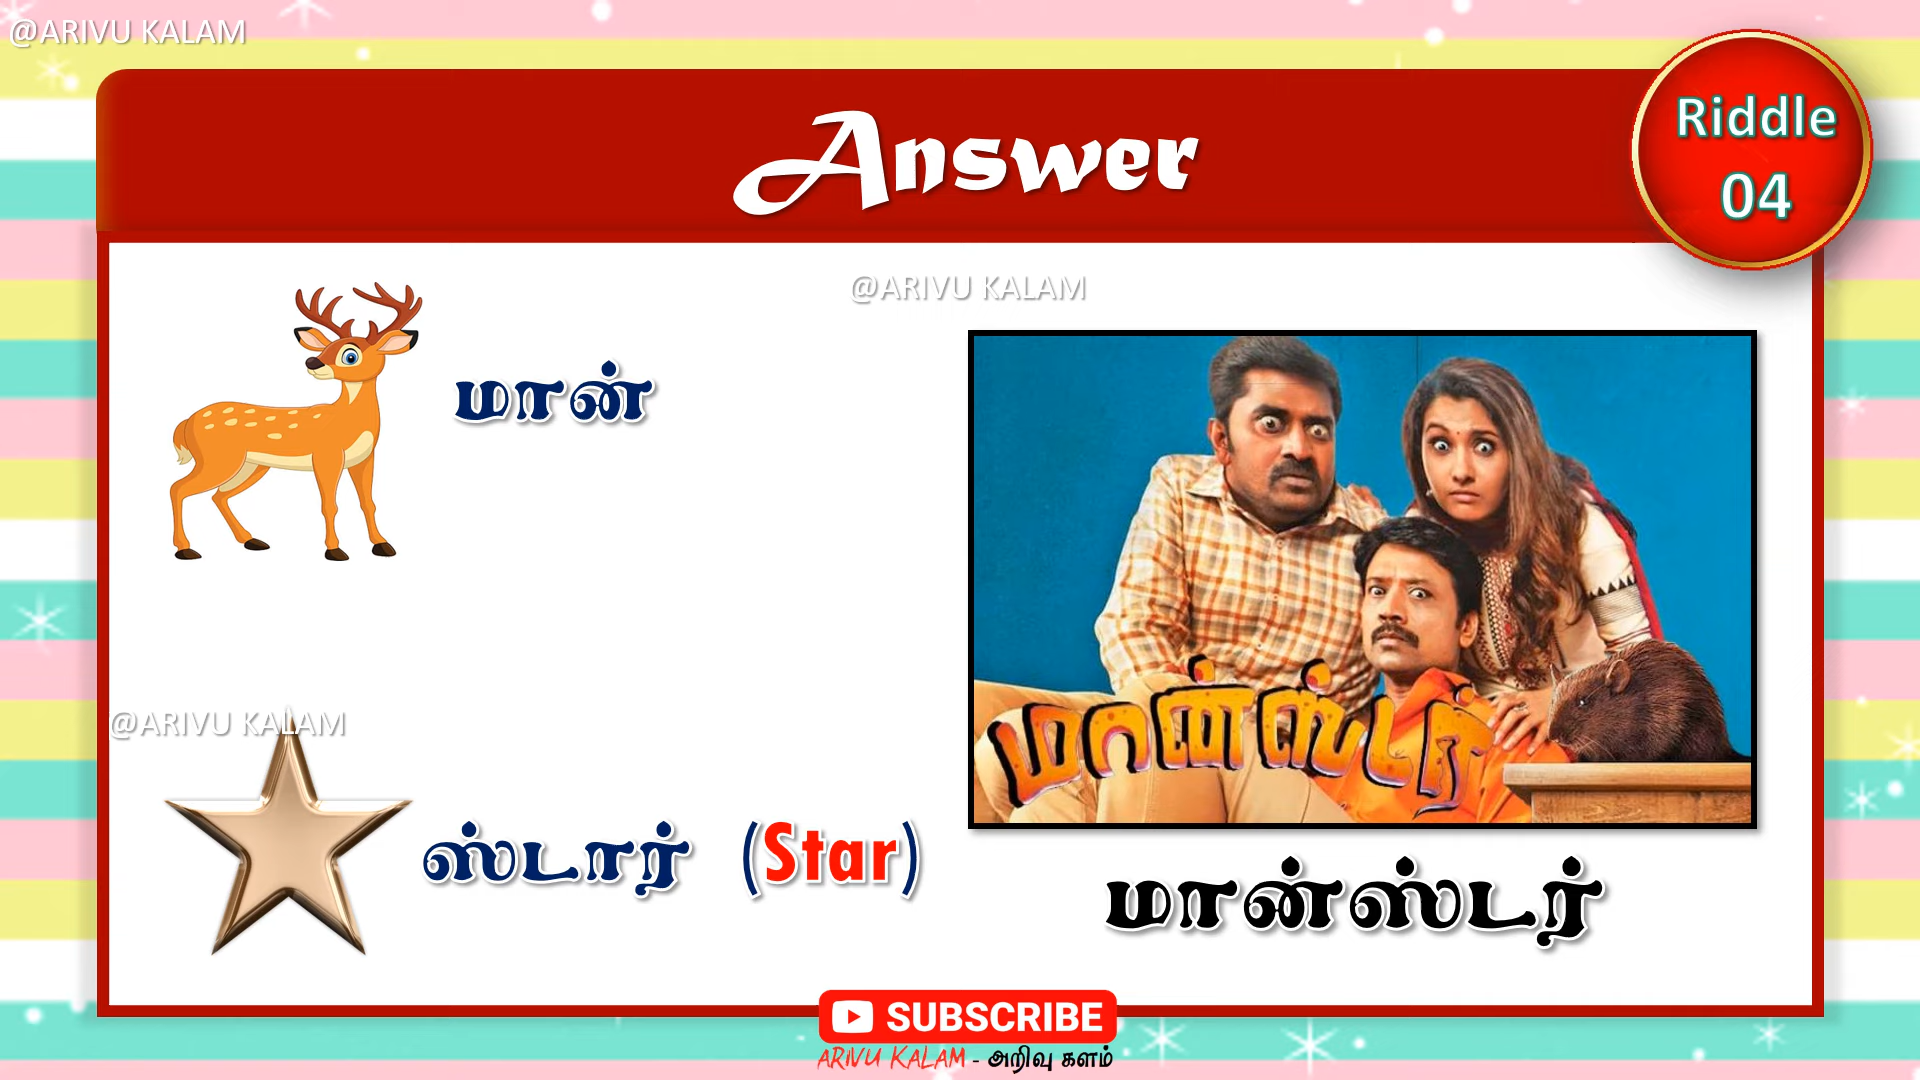 @ARIVU KALAM
Answer
Riddle
04
@ARIVU KALAM
மான்
மான்ஸ்டர்
@ARIVU KALAM
ஸ்டார் (Star)
மான்ஸ்டர்
SUBSCRIBE
ARIVU KALAM - அறிவு களம்